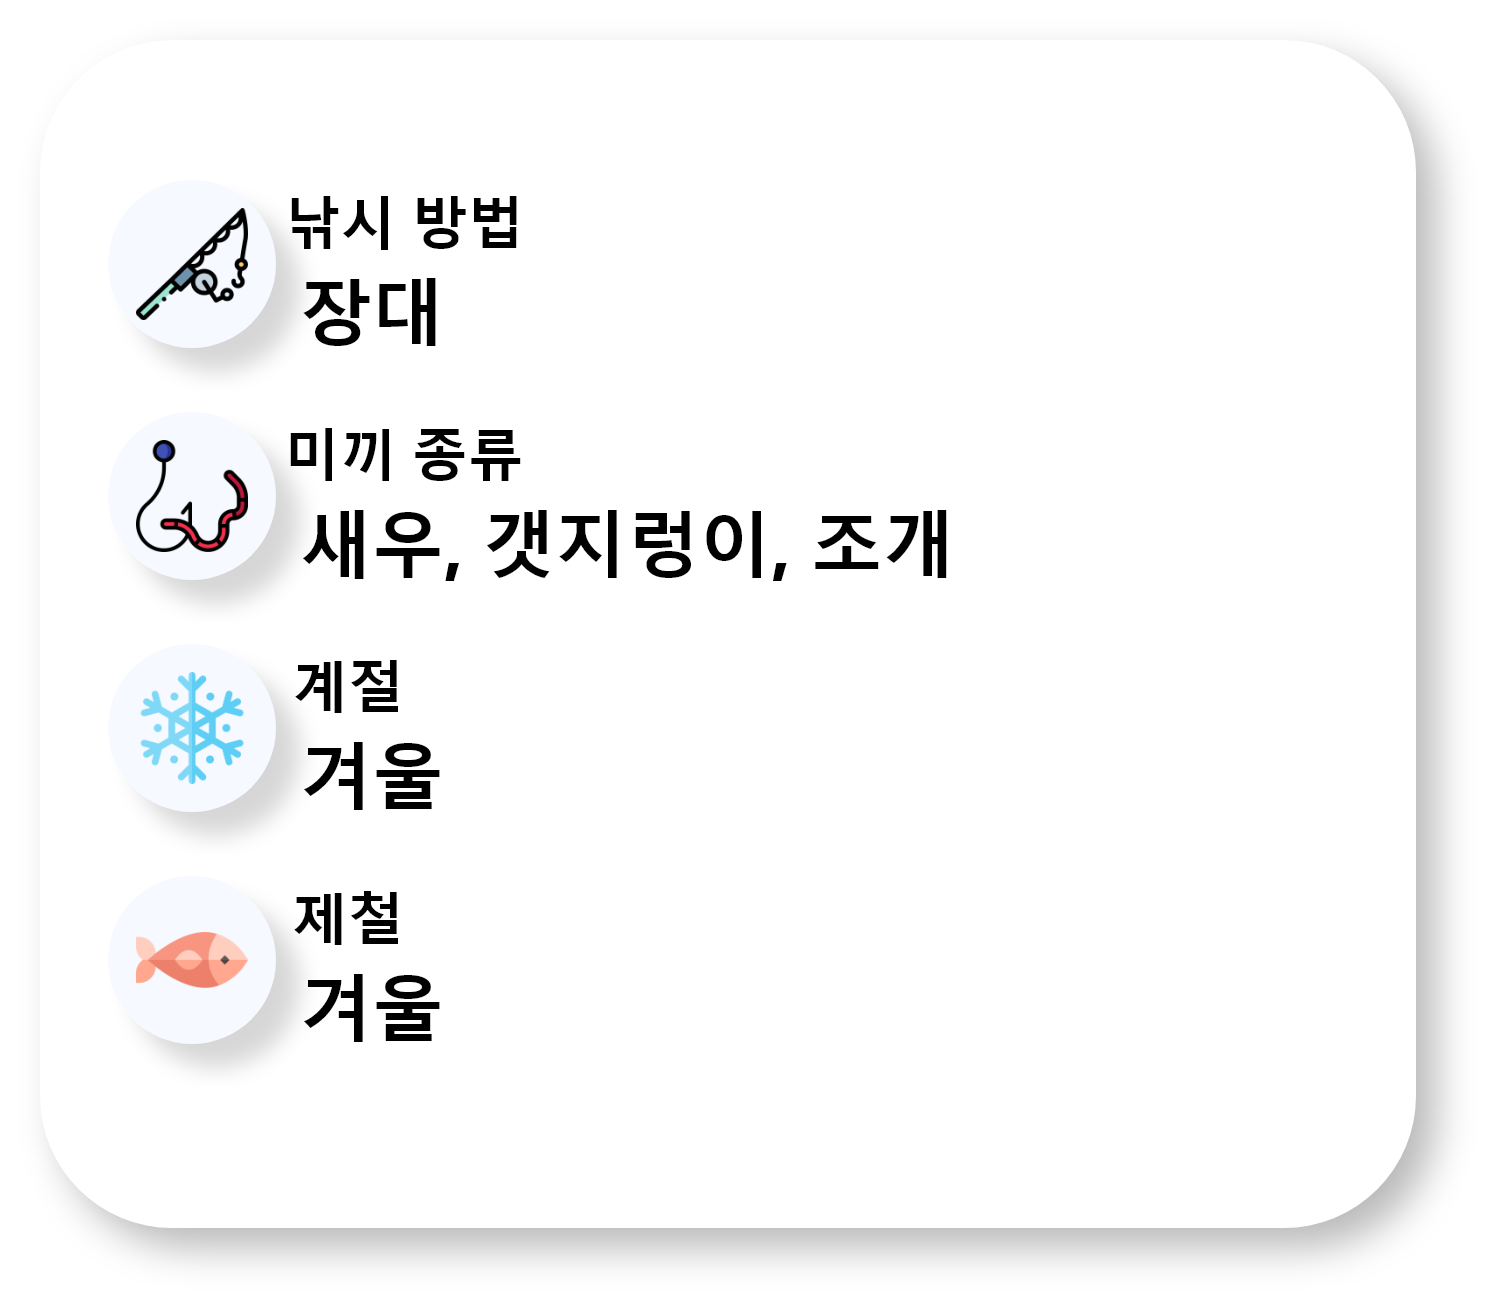 낚시 방법
장대
미끼 종류
새우, 갯지렁이, 조개
계절
겨울
제철
겨울